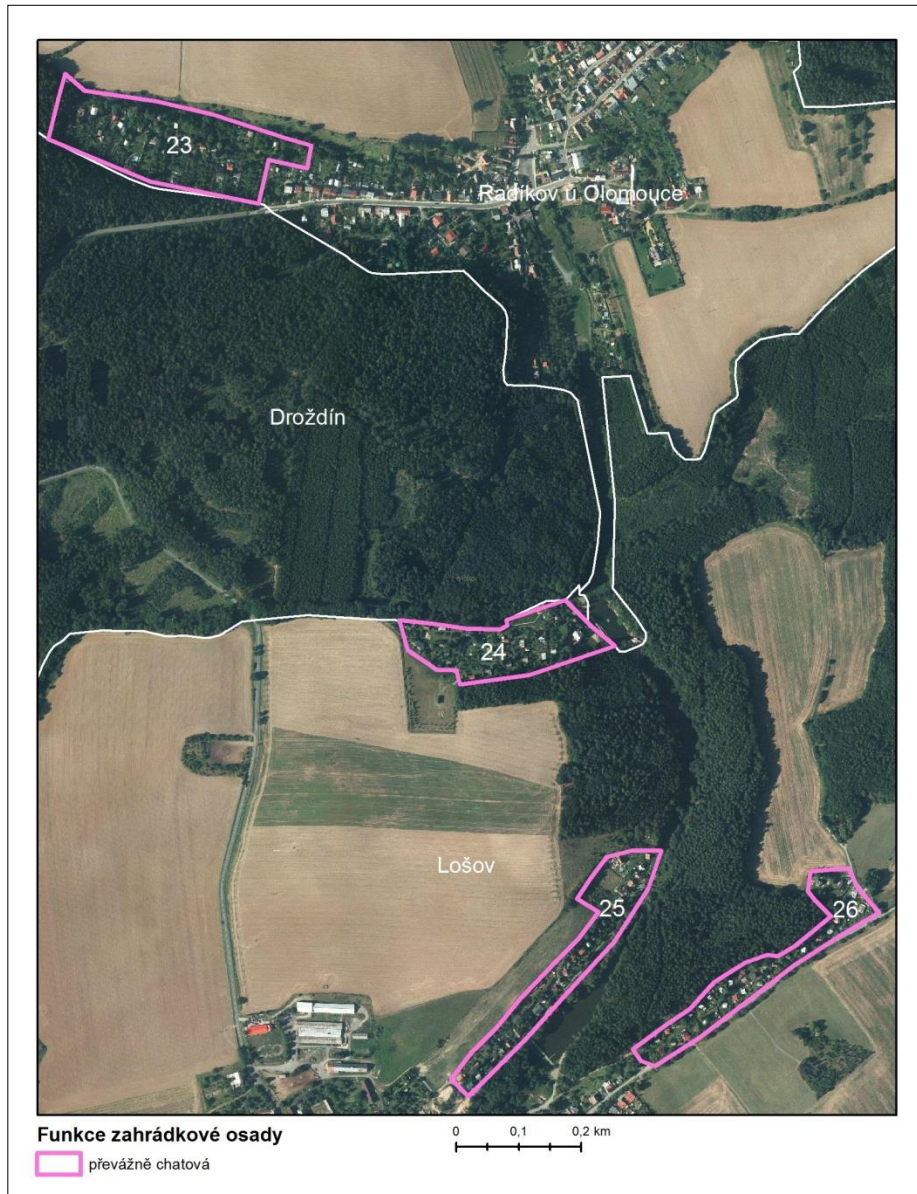 23
Radíkov u Olomouce
Droždín
24
Lošov
25
26
Funkce zahrádkové osady
0 0,1 0,2 km
převážně chatová